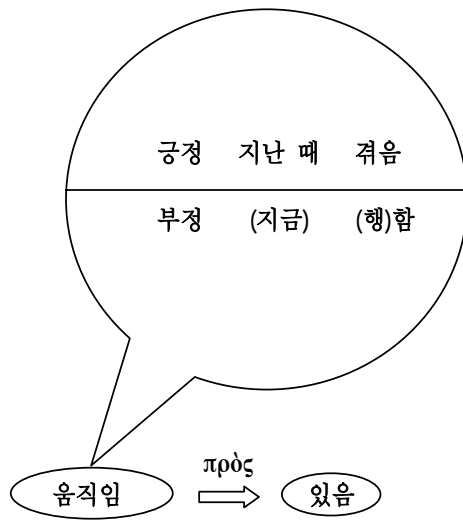 긍정 지난 때 겪음
부정 (지금) (행)함
πρὸς
움직임 있음